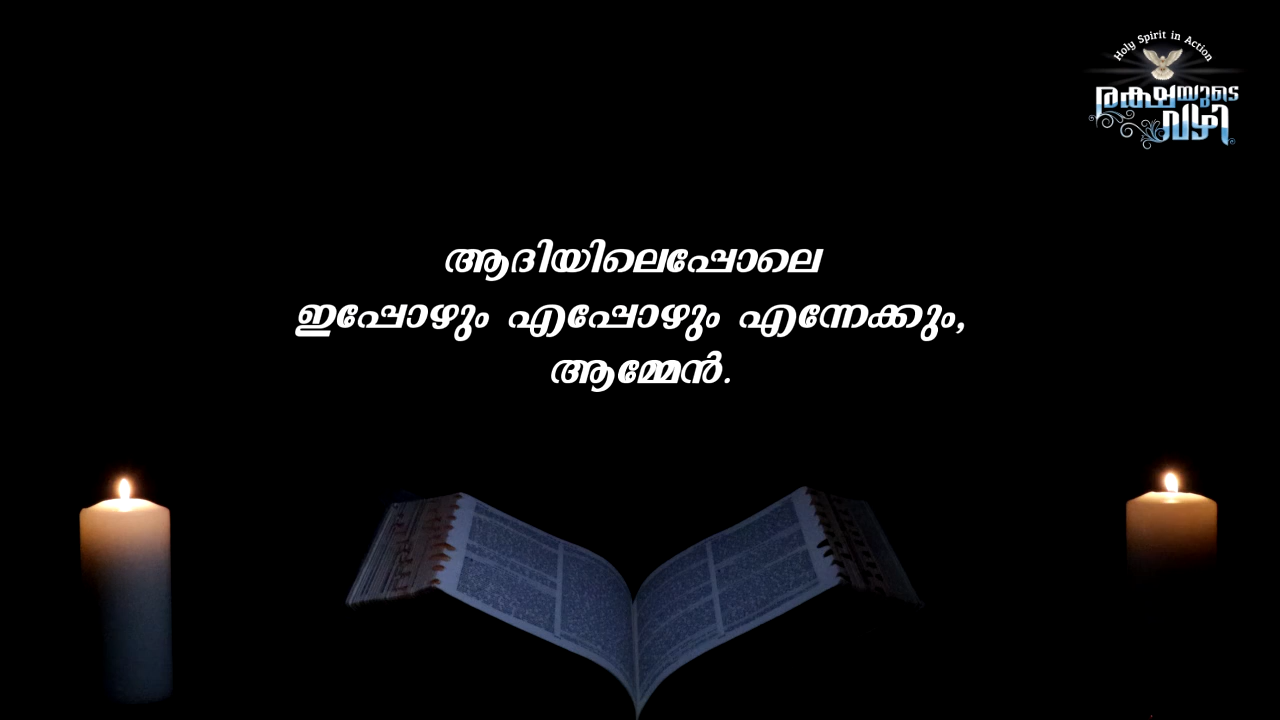 Holy Spirit in Action
രക്ഷയുടെ
വഴി
ആദിയിലെപ്പോലെ
ഇപ്പോഴും എപ്പോഴും എന്നേക്കും,
ആമ്മേൻ.